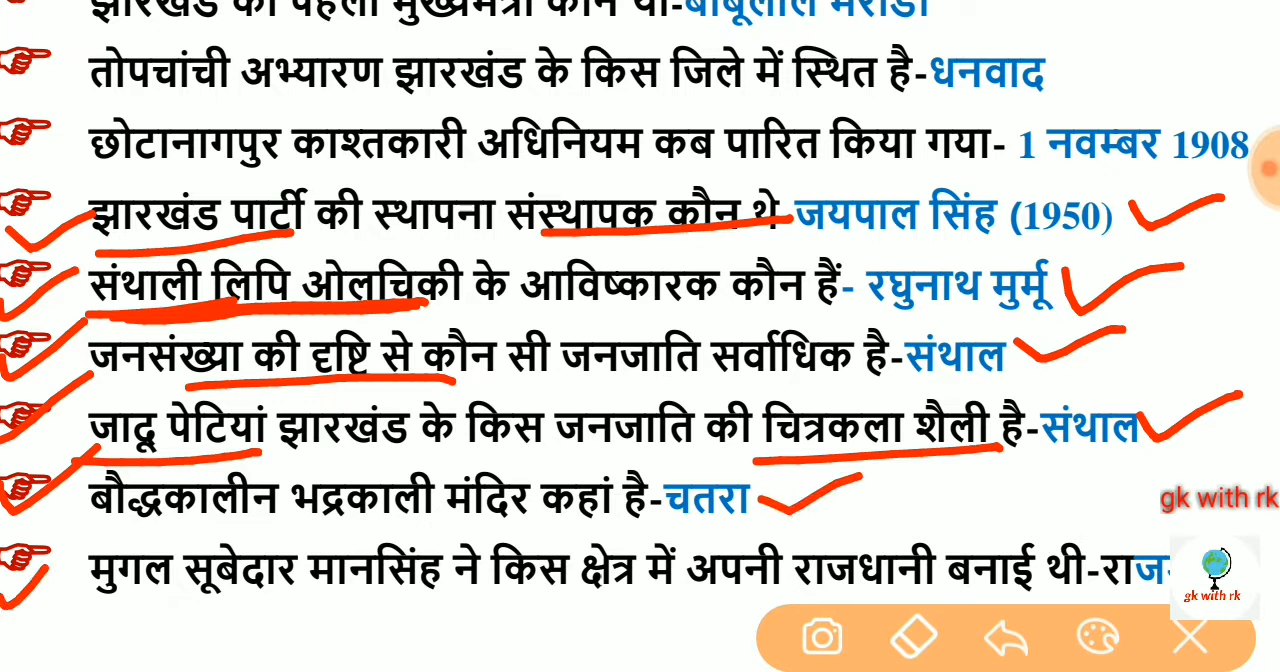 झारखंड का पहला मुख्यमंत्री कौन था-बाबूलाल मरांडी
तोपचांची अभ्यारण झारखंड के किस जिले में स्थित है-धनवाद
छोटानागपुर काश्तकारी अधिनियम कब पारित किया गया- 1 नवम्बर 1908
झारखंड पार्टी की स्थापना संस्थापक कौन थे-जयपाल सिंह (1950)
संथाली लिपि ओलचिकी के आविष्कारक कौन हैं- रघुनाथ मुर्मू
जनसंख्या की दृष्टि से कौन सी जनजाति सर्वाधिक है-संथाल
जादू पेटियां झारखंड के किस जनजाति की चित्रकला शैली है-संथाल
बौद्धकालीन भद्रकाली मंदिर कहां है-चतरा
gk with rk
मुगल सूबेदार मानसिंह ने किस क्षेत्र में अपनी राजधानी बनाई थी-
gk with rk